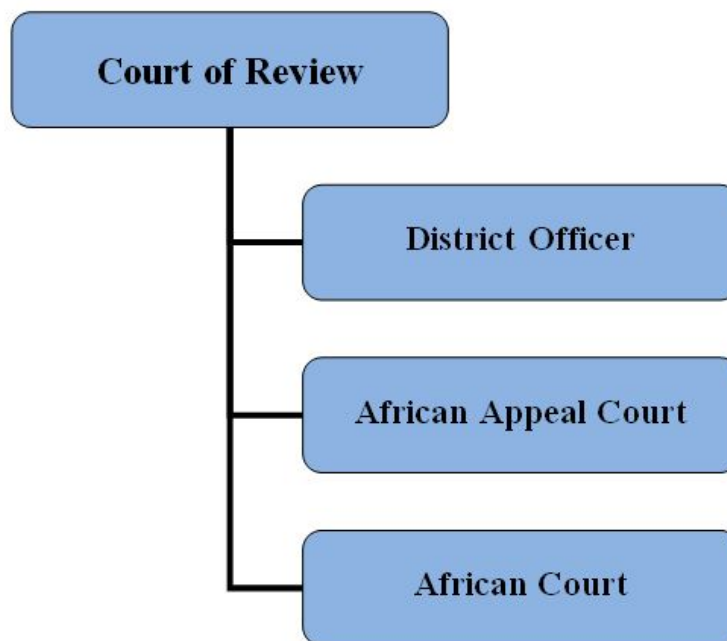 Court of Review
District Officer
African Appeal Court
African Court